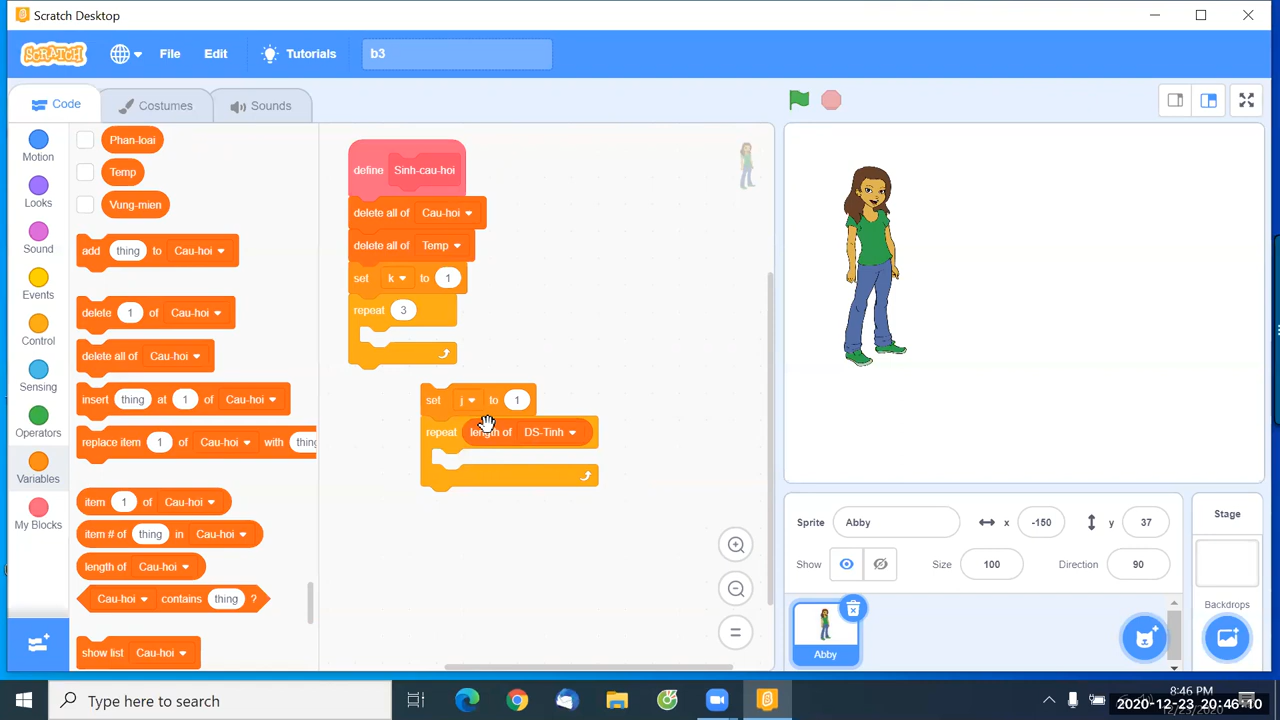 Scratch Desktop
SCRATCH
File
Edit
Tutorials
b3
Code
Costumes
Sounds
Motion
Looks
Sound
Events
Control
Sensing
Operators
Variables
My Blocks
Phan-loai
Temp
Vung-mien
add thing to Cau-hoi
delete 1 of Cau-hoi
delete all of Cau-hoi
insert thing at 1 of Cau-hoi
replace item 1 of Cau-hoi with thing
item 1 of Cau-hoi
item # of thing in Cau-hoi
length of Cau-hoi
Cau-hoi contains thing ?
show list Cau-hoi
define Sinh-cau-hoi
delete all of Cau-hoi
delete all of Temp
set k to 1
repeat 3
set j to 1
repeat length of DS-Tinh
Sprite Abby x -150 y 37
Show Size 100 Direction 90
Abby
Stage
Backdrops
Type here to search
8:46 PM
2020-12-23 20:46:10
12/23/2020